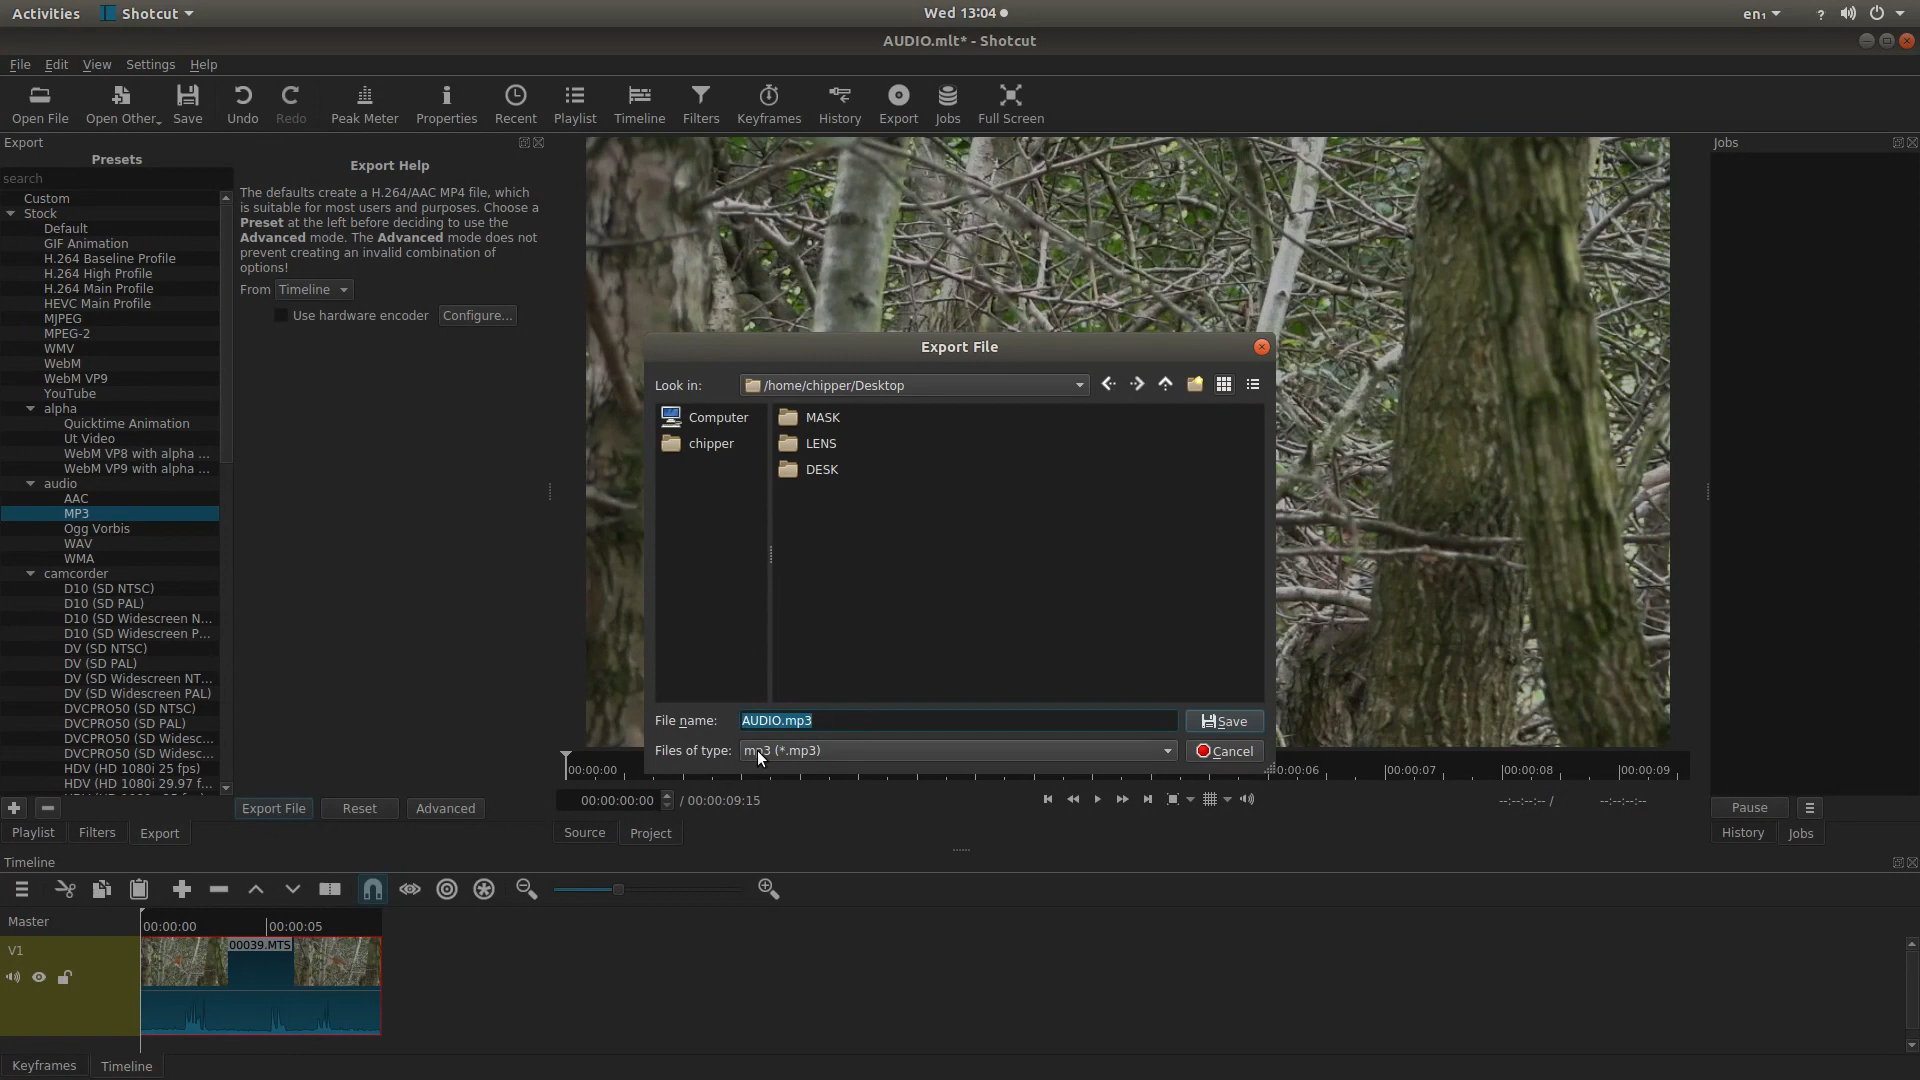 Activities
Shotcut
Wed 13:04
en₁
?
AUDIO.mlt* - Shotcut
File Edit View Settings Help
Open File
Open Other
Save
Undo
Redo
Peak Meter
Properties
Recent
Playlist
Timeline
Filters
Keyframes
History
Export
Jobs
Full Screen
Export
Presets
search
Custom
Stock
Default
GIF Animation
H.264 Baseline Profile
H.264 High Profile
H.264 Main Profile
HEVC Main Profile
MJPEG
MPEG-2
WMV
WebM
WebM VP9
YouTube
alpha
Quicktime Animation
Ut Video
WebM VP8 with alpha ...
WebM VP9 with alpha ...
audio
AAC
MP3
Ogg Vorbis
WAV
WMA
camcorder
D10 (SD NTSC)
D10 (SD PAL)
D10 (SD Widescreen N...
D10 (SD Widescreen P...
DV (SD NTSC)
DV (SD PAL)
DV (SD Widescreen NT...
DV (SD Widescreen PAL)
DVCPRO50 (SD NTSC)
DVCPRO50 (SD PAL)
DVCPRO50 (SD Widesc...
DVCPRO50 (SD Widesc...
HDV (HD 1080i 25 fps)
HDV (HD 1080i 29.97 f...
Export Help
The defaults create a H.264/AAC MP4 file, which
is suitable for most users and purposes. Choose a
Preset at the left before deciding to use the
Advanced mode. The Advanced mode does not
prevent creating an invalid combination of
options!
From Timeline
Use hardware encoder Configure...
Export File Reset Advanced
Playlist Filters Export
Export File
Look in: /home/chipper/Desktop
Computer
chipper
MASK
LENS
DESK
File name: AUDIO.mp3
Save
Files of type: mp3 (*.mp3)
Cancel
00:00:00
00:00:06
00:00:07
00:00:08
00:00:09
00:00:00:00 / 00:00:09:15
--:--:--:-- /
--:--:--:--
Source Project
Jobs
Pause
History Jobs
Timeline
Master
00:00:00
00:00:05
V1
00039.MTS
Keyframes Timeline